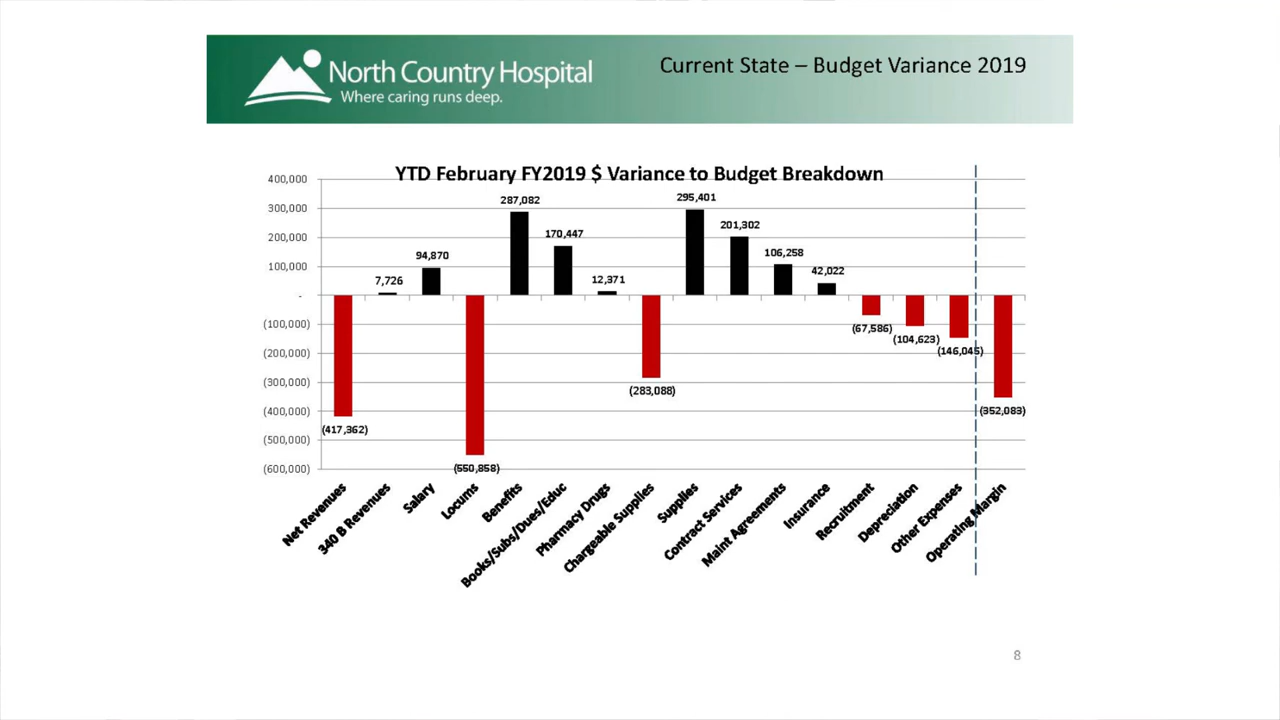 North Country Hospital
Where caring runs deep.
Current State – Budget Variance 2019
YTD February FY2019 $ Variance to Budget Breakdown
400,000
300,000
200,000
100,000
-
(100,000)
(200,000)
(300,000)
(400,000)
(500,000)
(600,000)
(417,362)
7,726
94,870
(550,858)
287,082
170,447
12,371
(283,088)
295,401
201,302
106,258
42,022
(67,586)
(104,623)
(146,045)
(352,083)
Net Revenues
340 B Revenues
Salary
Locums
Benefits
Books/Subs/Dues/Educ
Pharmacy Drugs
Chargeable Supplies
Supplies
Contract Services
Maint Agreements
Insurance
Recruitment
Depreciation
Other Expenses
Operating Margin
8